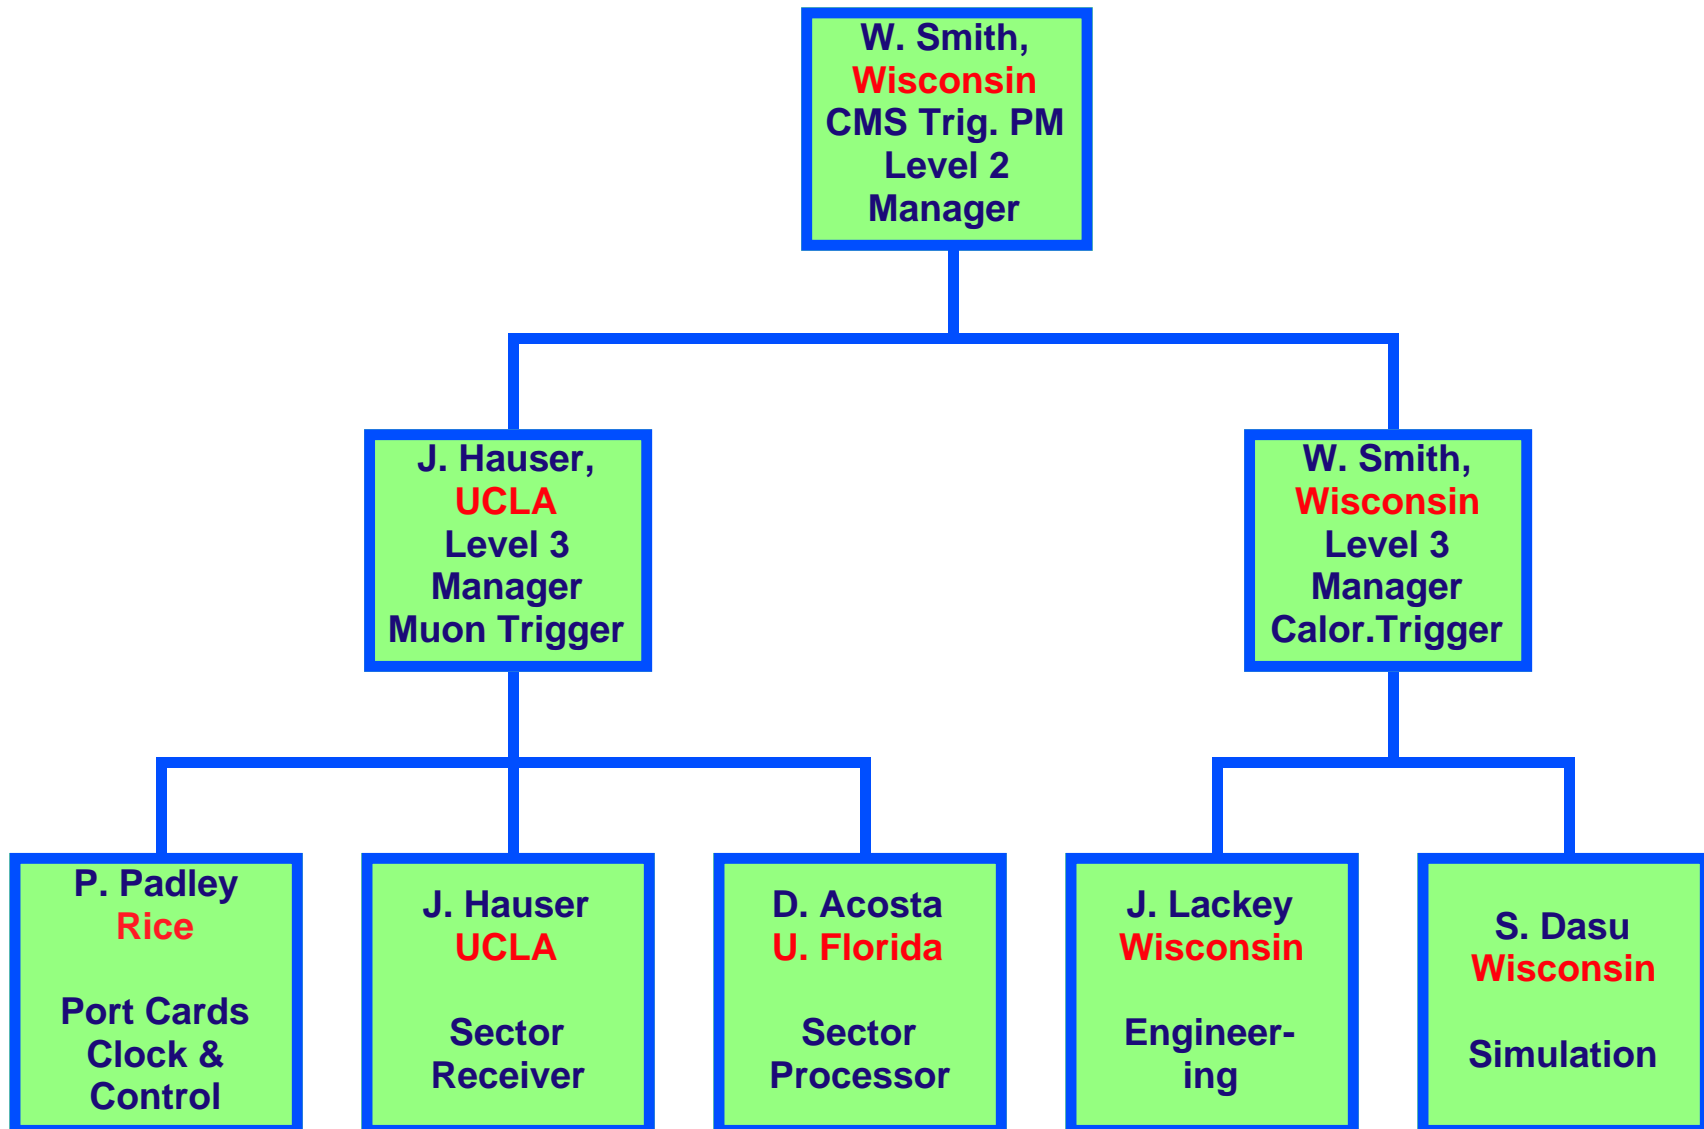 W. Smith,
Wisconsin
CMS Trig. PM
Level 2
Manager
J. Hauser,
UCLA
Level 3
Manager
Muon Trigger
W. Smith,
Wisconsin
Level 3
Manager
Calor.Trigger
P. Padley
Rice
Port Cards
Clock &
Control
J. Hauser
UCLA
Sector
Receiver
D. Acosta
U. Florida
Sector
Processor
J. Lackey
Wisconsin
Engineer-
ing
S. Dasu
Wisconsin
Simulation